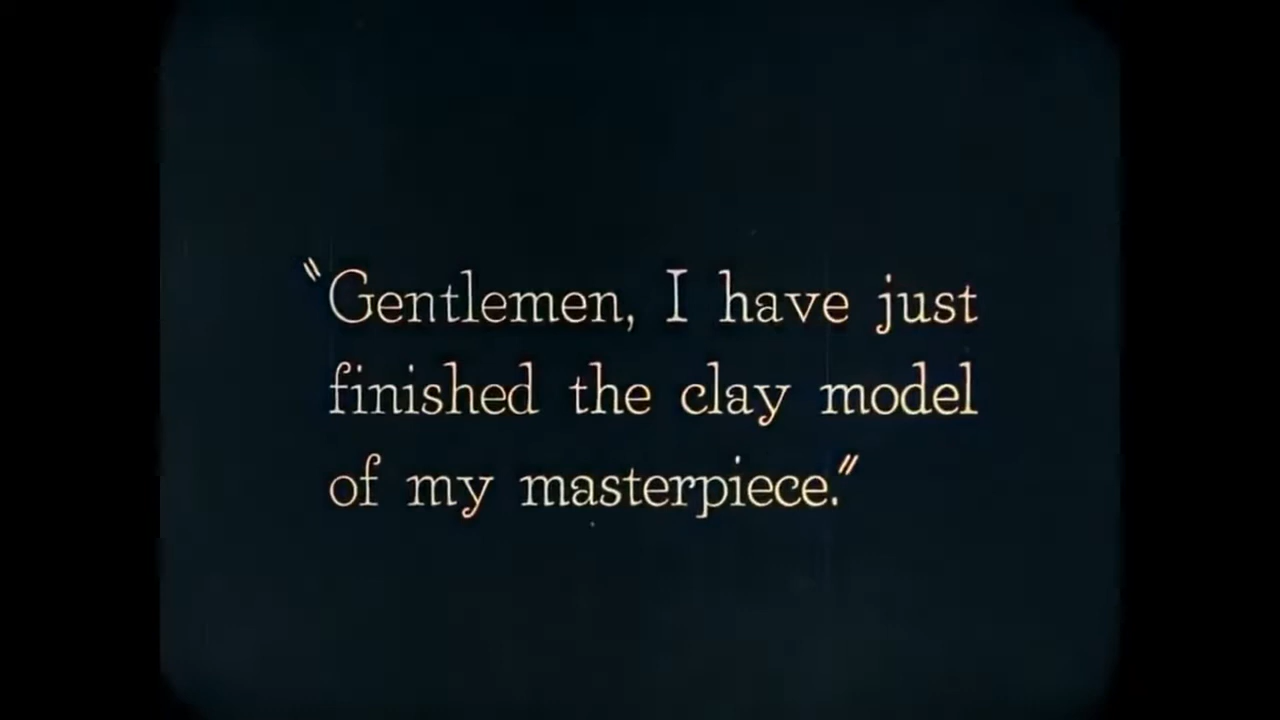 "Gentlemen, I have just
finished the clay model
of my masterpiece."